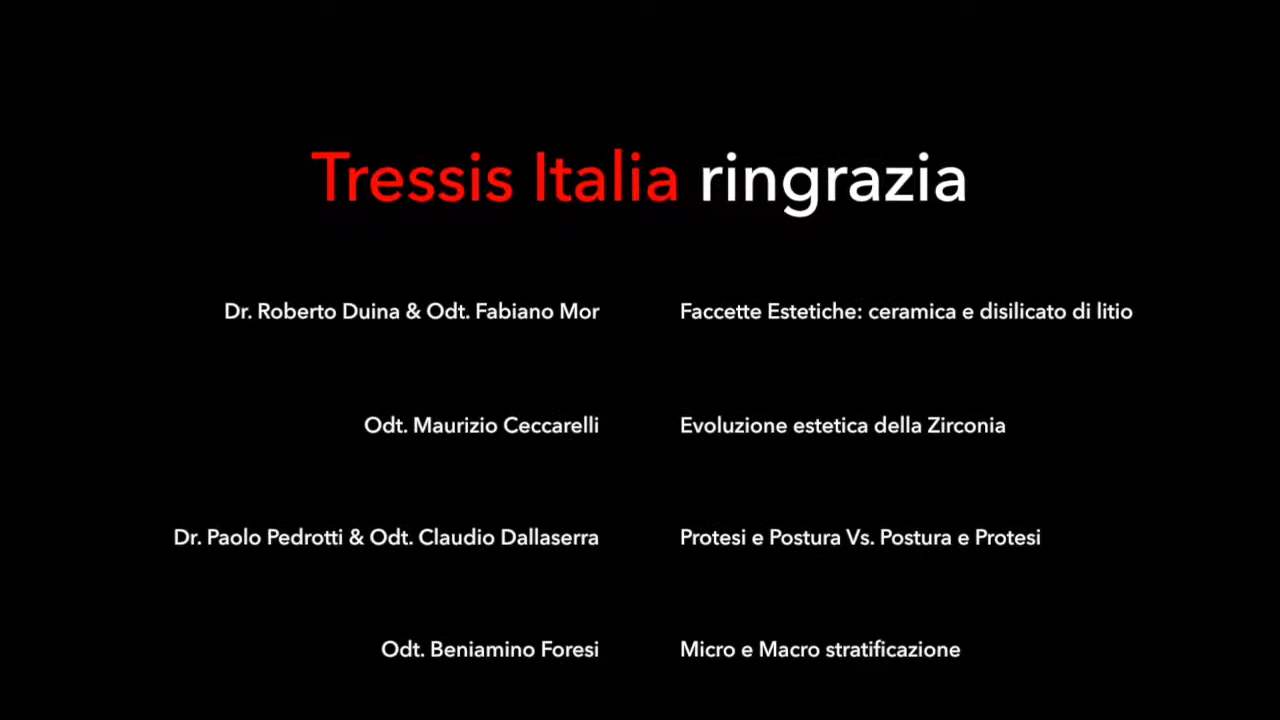 Tressis Italia ringrazia
Dr. Roberto Duina & Odt. Fabiano Mor Faccette Estetiche: ceramica e disilicato di litio
Odt. Maurizio Ceccarelli Evoluzione estetica della Zirconia
Dr. Paolo Pedrotti & Odt. Claudio Dallaserra Protesi e Postura Vs. Postura e Protesi
Odt. Beniamino Foresi Micro e Macro stratificazione